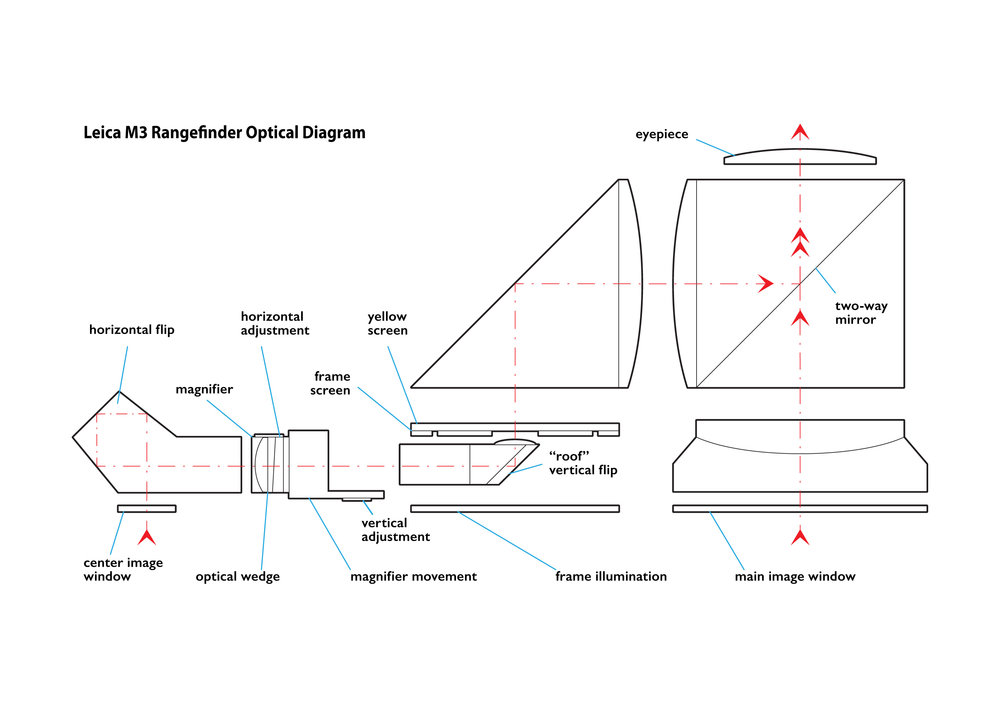 Leica M3 Rangefinder Optical Diagram
eyepiece
two-way
mirror
horizontal flip
horizontal
adjustment
yellow
screen
magnifier
frame
screen
“roof”
vertical flip
vertical
adjustment
center image
window
optical wedge
magnifier movement
frame illumination
main image window